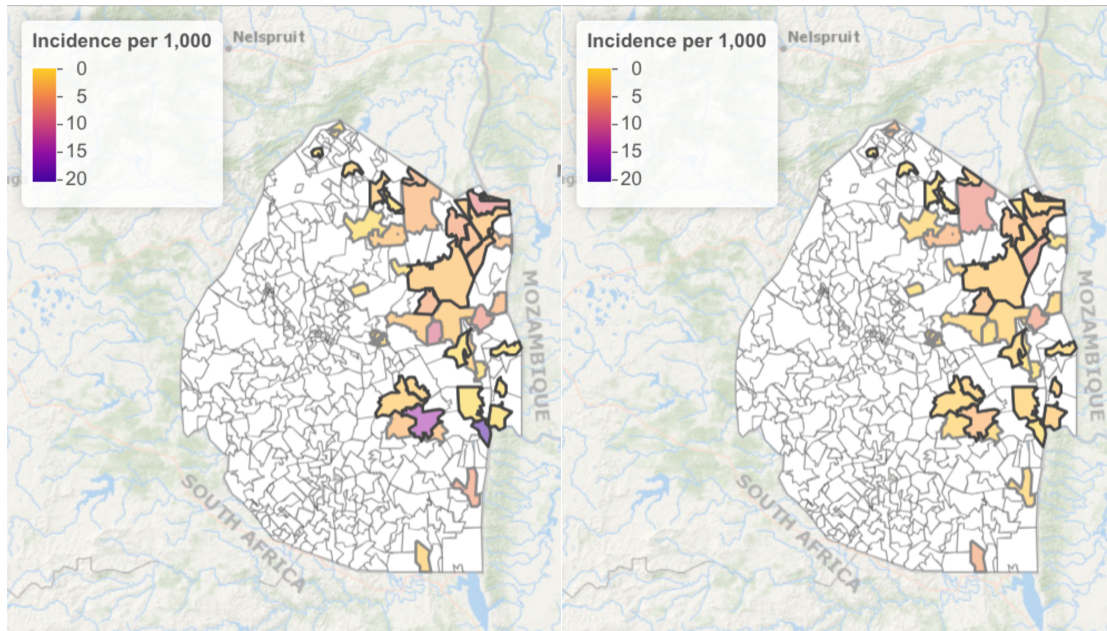 Incidence per 1,000
0
5
10
15
20
Nelspruit
MOZAMBIQUE
SOUTH AFRICA
Incidence per 1,000
0
5
10
15
20
Nelspruit
MOZAMBIQUE
SOUTH AFRICA